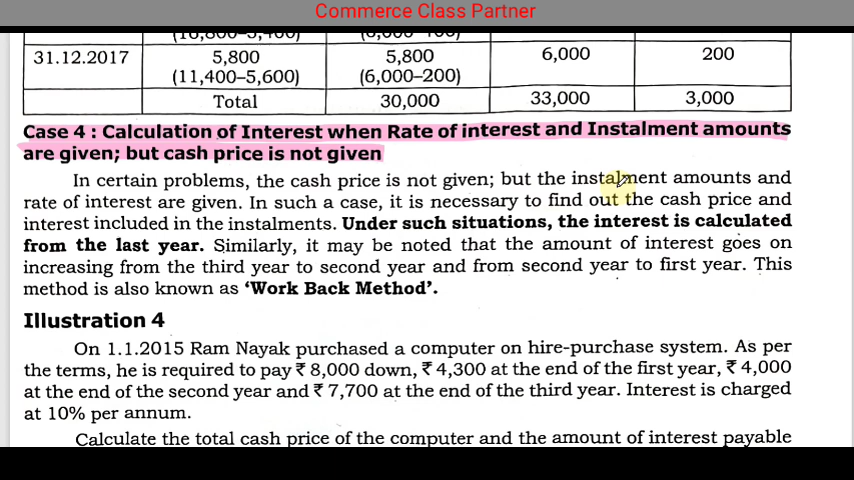 Commerce Class Partner
(10,800–5,400) (6,000–400)
31.12.2017 5,800 5,800 6,000 200
(11,400–5,600) (6,000–200)
Total 30,000 33,000 3,000
Case 4 : Calculation of Interest when Rate of interest and Instalment amounts
are given; but cash price is not given
In certain problems, the cash price is not given; but the instalment amounts and
rate of interest are given. In such a case, it is necessary to find out the cash price and
interest included in the instalments. Under such situations, the interest is calculated
from the last year. Similarly, it may be noted that the amount of interest goes on
increasing from the third year to second year and from second year to first year. This
method is also known as ‘Work Back Method’.
Illustration 4
On 1.1.2015 Ram Nayak purchased a computer on hire-purchase system. As per
the terms, he is required to pay ₹ 8,000 down, ₹ 4,300 at the end of the first year, ₹ 4,000
at the end of the second year and ₹ 7,700 at the end of the third year. Interest is charged
at 10% per annum.
Calculate the total cash price of the computer and the amount of interest payable